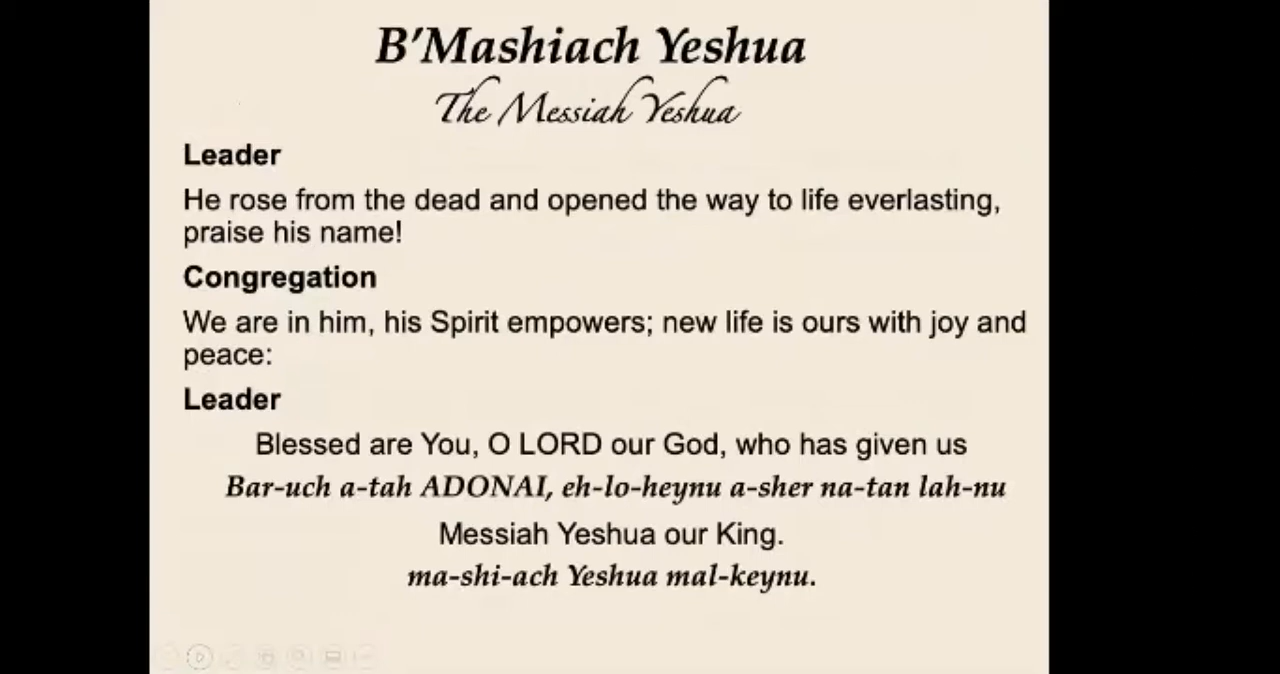 B'Mashiach Yeshua
The Messiah Yeshua
Leader
He rose from the dead and opened the way to life everlasting,
praise his name!
Congregation
We are in him, his Spirit empowers; new life is ours with joy and
peace:
Leader
Blessed are You, O LORD our God, who has given us
Bar-uch a-tah ADONAI, eh-lo-heynu a-sher na-tan lah-nu
Messiah Yeshua our King.
ma-shi-ach Yeshua mal-keynu.